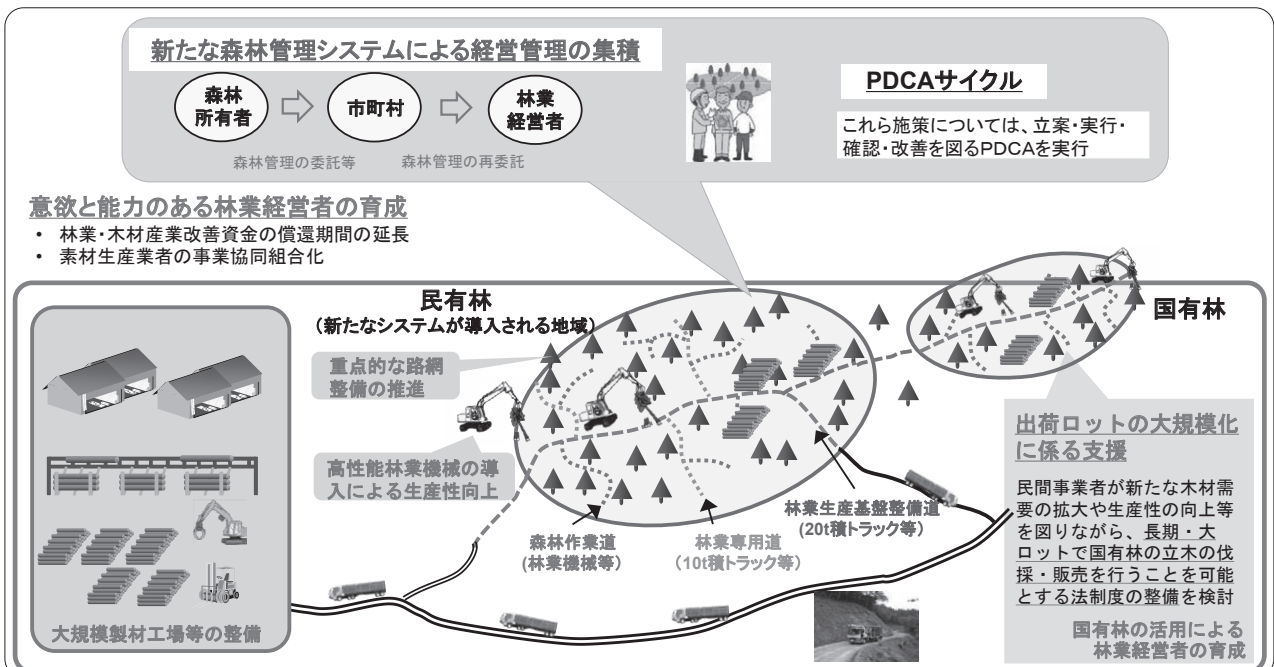 新たな森林管理システムによる経営管理の集積
森林
所有者
市町村
林業
経営者
森林管理の委託等
森林管理の再委託
PDCAサイクル
これら施策については、立案・実行・
確認・改善を図るPDCAを実行
意欲と能力のある林業経営者の育成
• 林業・木材産業改善資金の償還期間の延長
• 素材生産業者の事業協同組合化
民有林
(新たなシステムが導入される地域)
国有林
重点的な路網
整備の推進
高性能林業機械の導
入による生産性向上
森林作業道
(林業機械等)
林業専用道
(10t積トラック等)
林業生産基盤整備道
(20t積トラック等)
大規模製材工場等の整備
出荷ロットの大規模化
に係る支援
民間事業者が新たな木材需
要の拡大や生産性の向上等
を図りながら、長期・大
ロットで国有林の立木の伐
採・販売を行うことを可能
とする法制度の整備を検討
国有林の活用による
林業経営者の育成